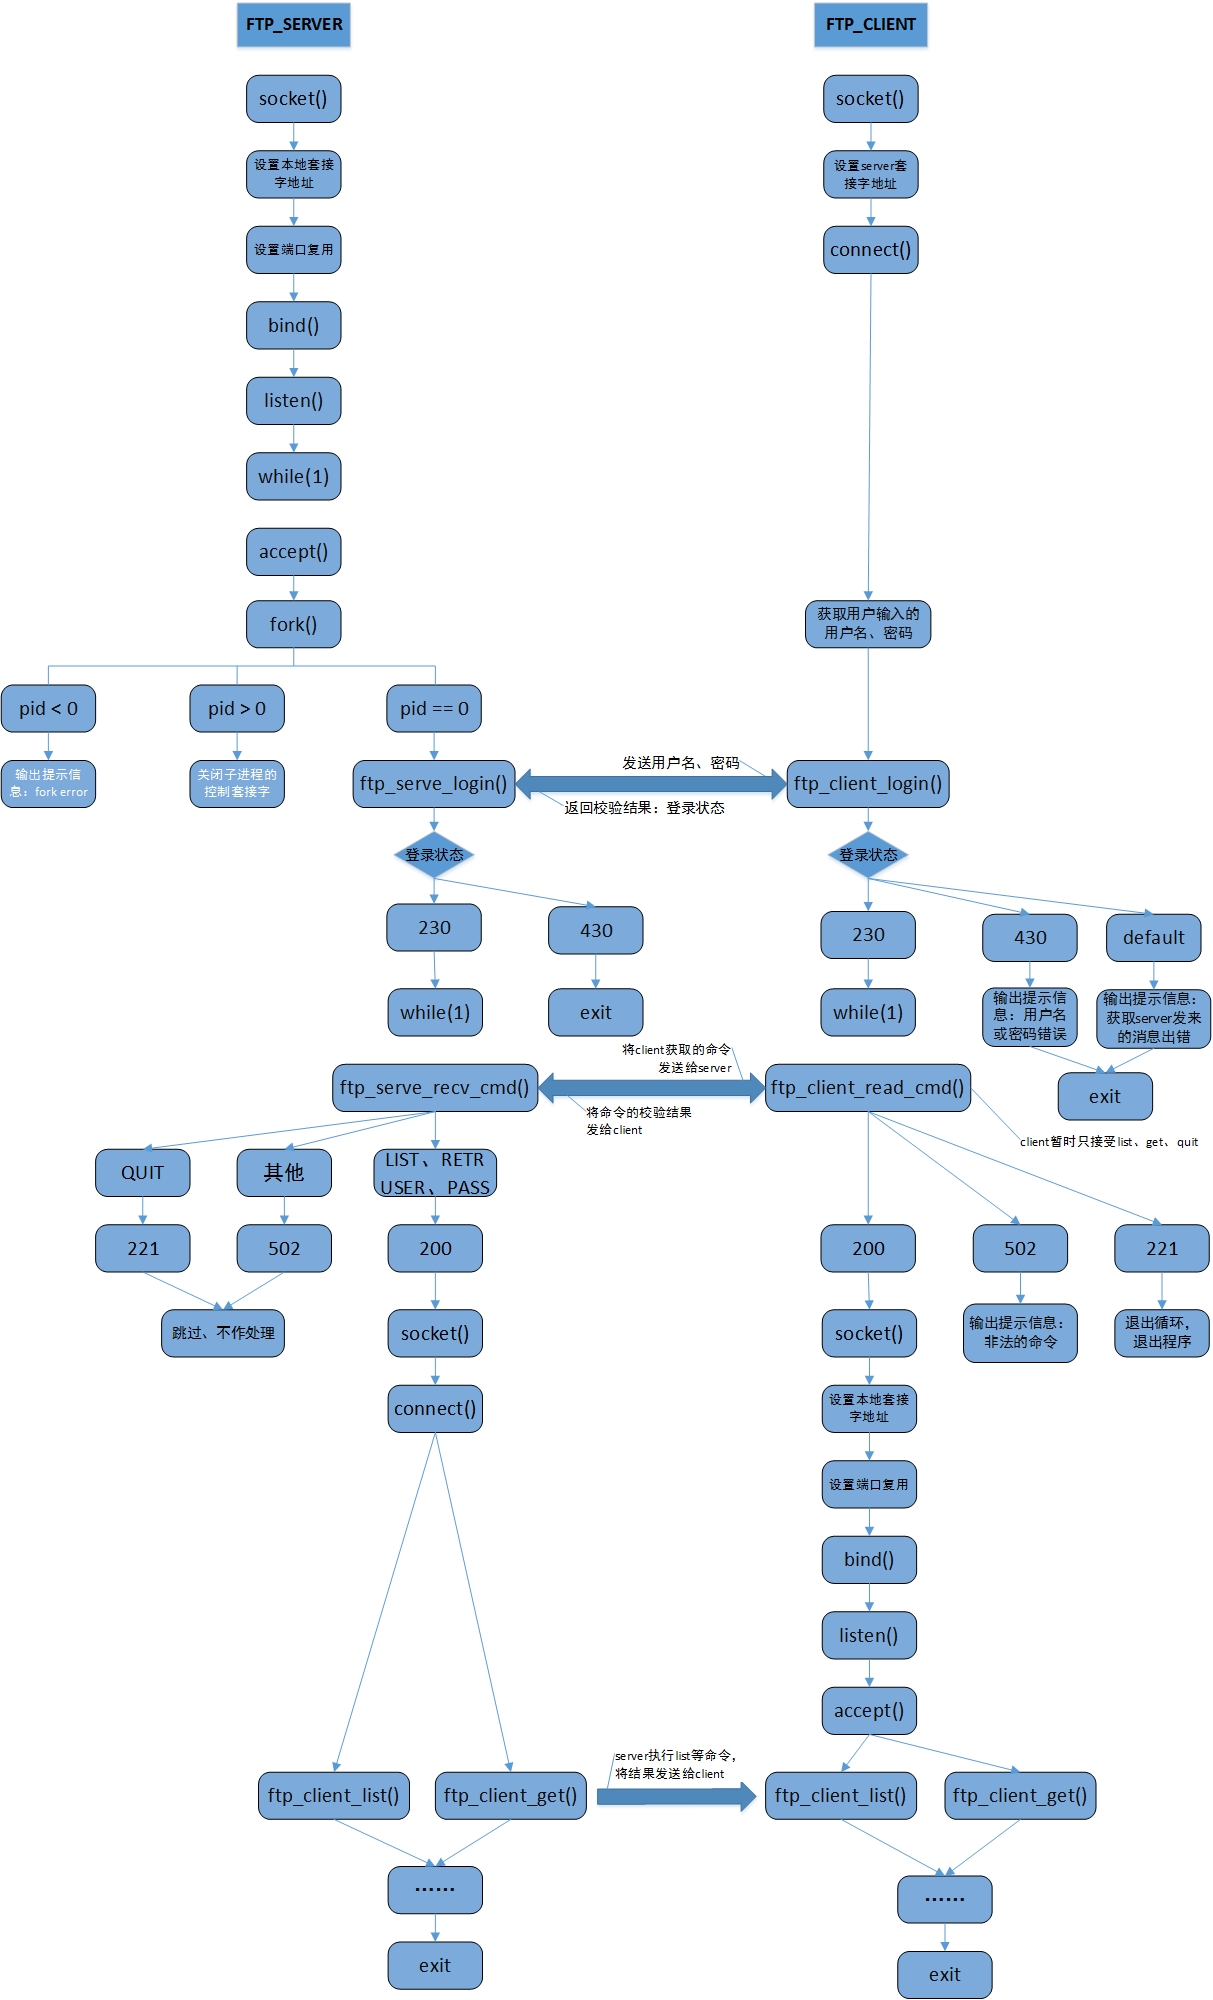 FTP_SERVER
FTP_CLIENT
socket()
socket()
设置本地套接
字地址
设置server套
接字地址
设置端口复用
connect()
bind()
listen()
while(1)
accept()
fork()
获取用户输入的
用户名、密码
pid < 0
pid > 0
pid == 0
输出提示信
息：fork error
关闭子进程的
控制套接字
ftp_serve_login()
发送用户名、密码
返回校验结果：登录状态
ftp_client_login()
登录状态
登录状态
230
430
230
430
default
while(1)
exit
while(1)
输出提示信
息：用户名
或密码错误
输出提示信息：
获取server发来
的消息出错
exit
ftp_serve_recv_cmd()
将client获取的命令
发送给server
将命令的校验结果
发给client
ftp_client_read_cmd()
client暂时只接受list、get、quit
QUIT
其他
LIST、RETR
USER、PASS
221
502
200
200
502
221
跳过、不作处理
socket()
socket()
输出提示信息：
非法的命令
退出循环，
退出程序
connect()
设置本地套接
字地址
设置端口复用
bind()
listen()
accept()
ftp_client_list()
ftp_client_get()
server执行list等命令，
将结果发送给client
ftp_client_list()
ftp_client_get()
……
……
exit
exit